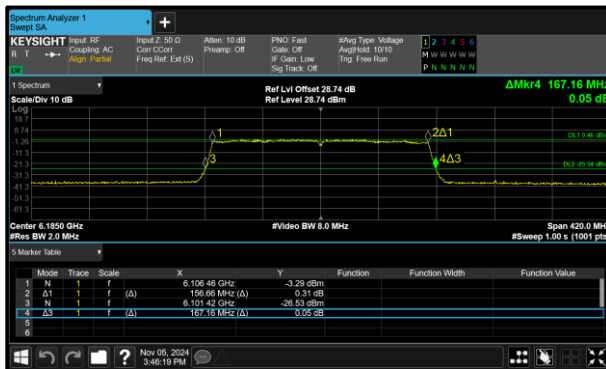 Spectrum Analyzer 1
Swept SA
+
KEYSIGHT
R T
Input: RF
Coupling: AC
Align: Partial
Input Z: 50 Ω
Corr CCorr
Freq Ref: Ext (S)
Atten: 10 dB
Preamp: Off
PNO: Fast
Gate: Off
IF Gain: Low
Sig Track: Off
#Avg Type: Voltage
Avg|Hold: 10/10
Trig: Free Run
1 2 3 4 5 6
M W W W W W
P N N N N N
1 Spectrum
Scale/Div 10 dB
Ref Lvl Offset 28.74 dB
Ref Level 28.74 dBm
ΔMkr4 167.16 MHz
0.05 dB
Log
18.7
8.74
-1.26
-11.3
-21.3
-31.3
-41.3
-51.3
-61.3
1
2Δ1
3
4Δ3
DL1 0.46 dBm
DL2 -25.54 dBm
Center 6.1850 GHz
#Video BW 8.0 MHz
Span 420.0 MHz
#Res BW 2.0 MHz
#Sweep 1.00 s (1001 pts)
5 Marker Table
Mode Trace Scale X Y Function Function Width Function Value
1 N 1 f 6.106 46 GHz -3.29 dBm
2 Δ1 1 f (Δ) 156.66 MHz (Δ) 0.31 dB
3 N 1 f 6.101 42 GHz -26.53 dBm
4 Δ3 1 f (Δ) 167.16 MHz (Δ) 0.05 dB
5
6
?
Nov 05, 2024
3:46:19 PM